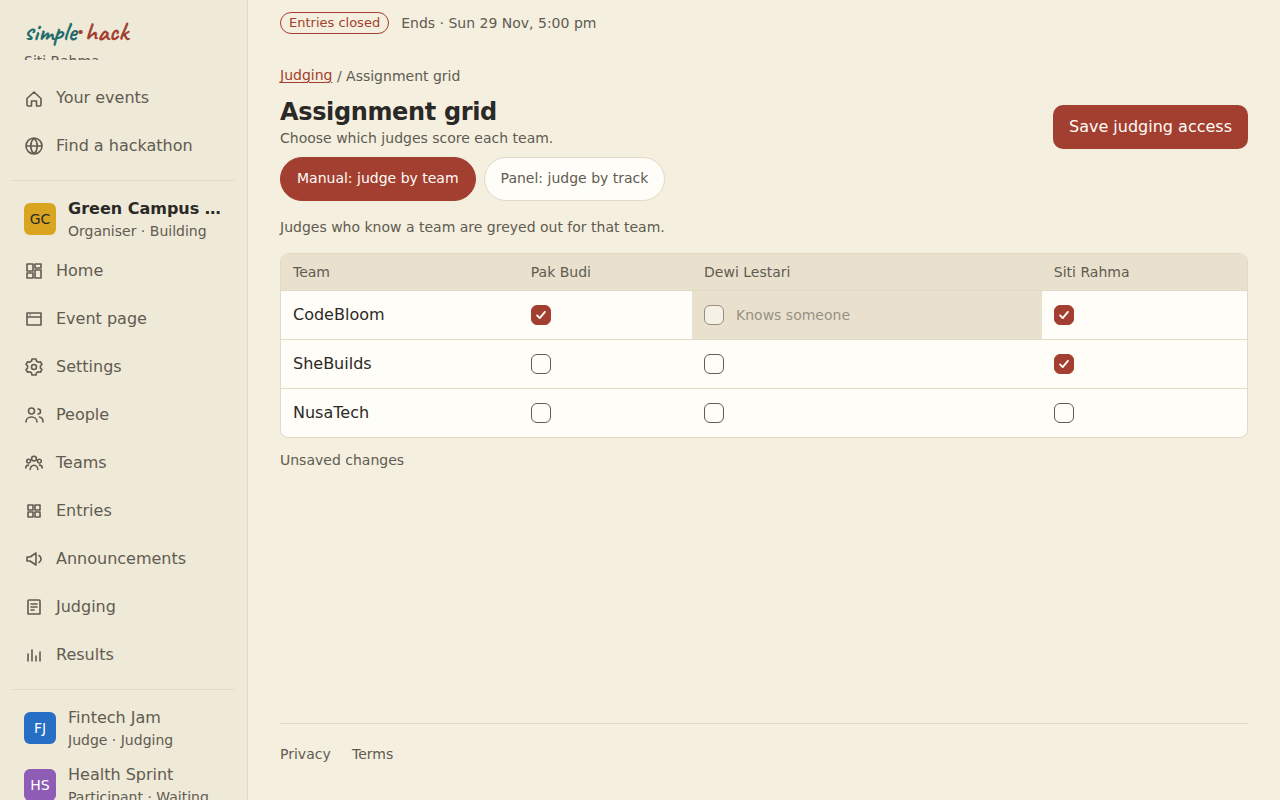 simple hack
Siti Rahma
Your events
Find a hackathon
GC
Green Campus ...
Organiser · Building
Home
Event page
Settings
People
Teams
Entries
Announcements
Judging
Results
FJ
Fintech Jam
Judge · Judging
HS
Health Sprint
Participant · Waiting
Entries closed
Ends · Sun 29 Nov, 5:00 pm
Judging / Assignment grid
Assignment grid
Choose which judges score each team.
Save judging access
Manual: judge by team
Panel: judge by track
Judges who know a team are greyed out for that team.
Team Pak Budi Dewi Lestari Siti Rahma
CodeBloom Knows someone
SheBuilds
NusaTech
Unsaved changes
Privacy Terms